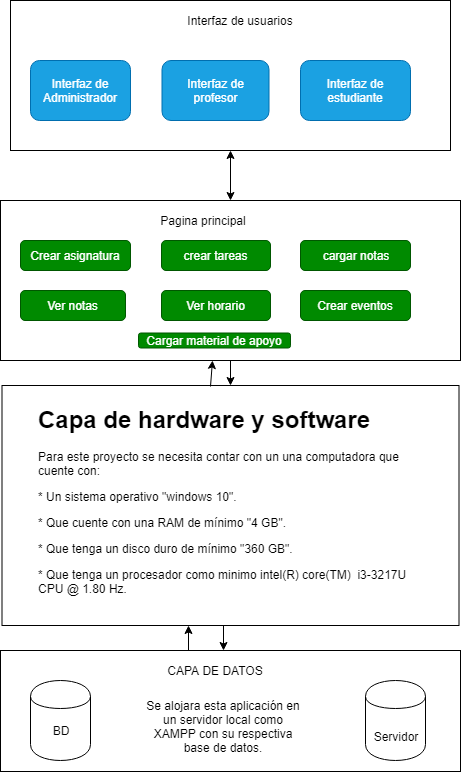 Interfaz de usuarios
Interfaz de
Administrador
Interfaz de
profesor
Interfaz de
estudiante
Pagina principal
Crear asignatura
crear tareas
cargar notas
Ver notas
Ver horario
Crear eventos
Cargar material de apoyo
Capa de hardware y software
Para este proyecto se necesita contar con un una computadora que
cuente con:
* Un sistema operativo "windows 10".
* Que cuente con una RAM de mínimo "4 GB".
* Que tenga un disco duro de mínimo "360 GB".
* Que tenga un procesador como minimo intel(R) core(TM) i3-3217U
CPU @ 1.80 Hz.
CAPA DE DATOS
BD
Se alojara esta aplicación en
un servidor local como
XAMPP con su respectiva
base de datos.
Servidor